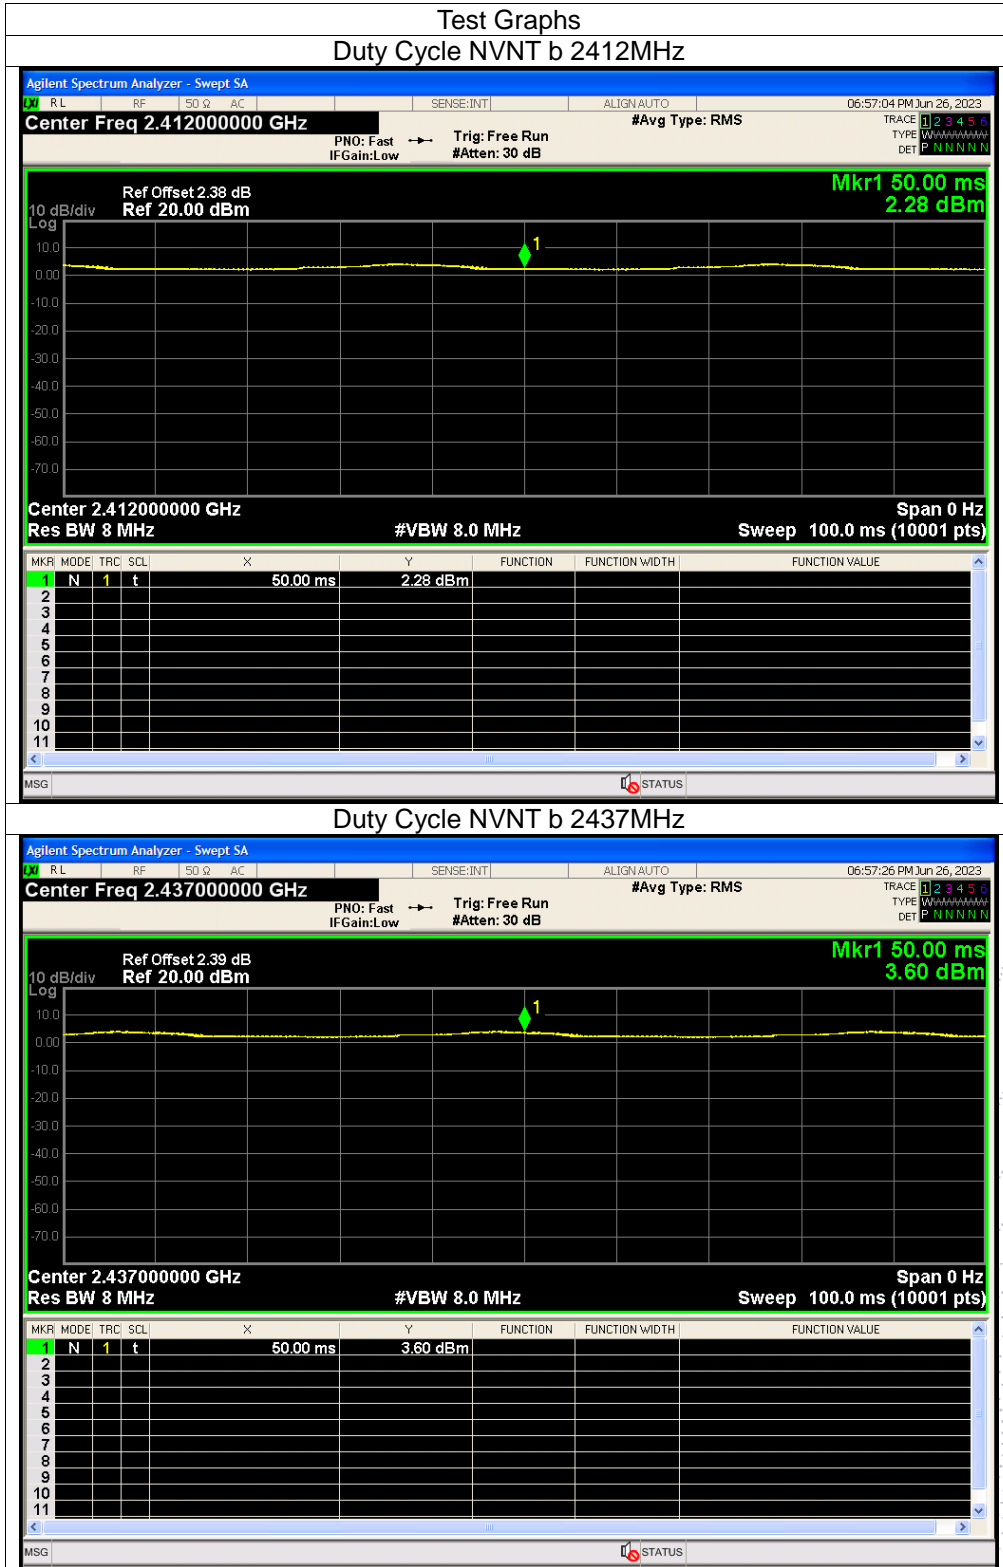 Test Graphs
Duty Cycle NVNT b 2412MHz
Agilent Spectrum Analyzer - Swept SA
LXI RL RF 50 Ω AC SENSE:INT ALIGN AUTO 06:57:04 PM Jun 26, 2023
Center Freq 2.412000000 GHz #Avg Type: RMS TRACE 1 2 3 4 5 6
PNO: Fast Trig: Free Run TYPE W
IFGain:Low #Atten: 30 dB DET P N N N N N
Mkr1 50.00 ms
Ref Offset 2.38 dB
10 dB/div Ref 20.00 dBm 2.28 dBm
Log
10.0
1
0.00
-10.0
-20.0
-30.0
-40.0
-50.0
-60.0
-70.0
Center 2.412000000 GHz Span 0 Hz
Res BW 8 MHz #VBW 8.0 MHz Sweep 100.0 ms (10001 pts)
MKR MODE TRC SCL X Y FUNCTION FUNCTION WIDTH FUNCTION VALUE
1 N 1 t 50.00 ms 2.28 dBm
2
3
4
5
6
7
8
9
10
11
MSG STATUS
Duty Cycle NVNT b 2437MHz
Agilent Spectrum Analyzer - Swept SA
LXI RL RF 50 Ω AC SENSE:INT ALIGN AUTO 06:57:26 PM Jun 26, 2023
Center Freq 2.437000000 GHz #Avg Type: RMS TRACE 1 2 3 4 5 6
PNO: Fast Trig: Free Run TYPE W
IFGain:Low #Atten: 30 dB DET P N N N N N
Mkr1 50.00 ms
Ref Offset 2.39 dB
10 dB/div Ref 20.00 dBm 3.60 dBm
Log
10.0
1
0.00
-10.0
-20.0
-30.0
-40.0
-50.0
-60.0
-70.0
Center 2.437000000 GHz Span 0 Hz
Res BW 8 MHz #VBW 8.0 MHz Sweep 100.0 ms (10001 pts)
MKR MODE TRC SCL X Y FUNCTION FUNCTION WIDTH FUNCTION VALUE
1 N 1 t 50.00 ms 3.60 dBm
2
3
4
5
6
7
8
9
10
11
MSG STATUS